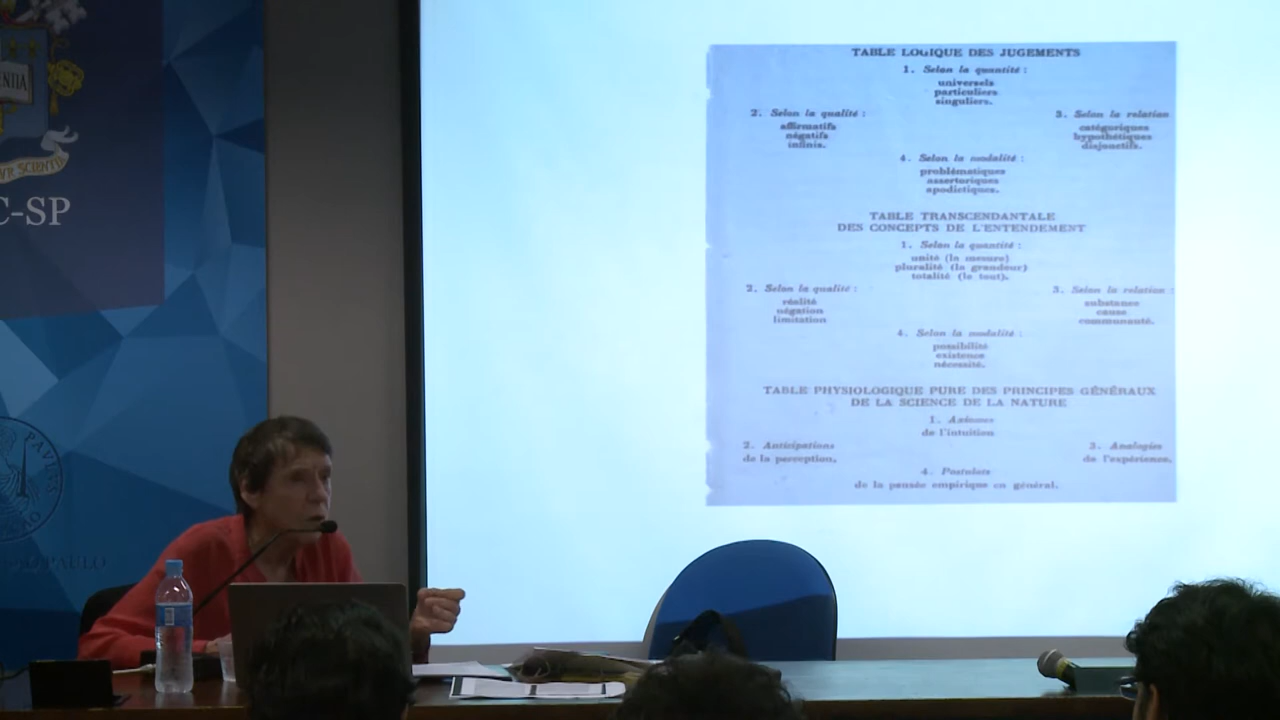 TABLE LOGIQUE DES JUGEMENTS
1. Selon la quantité :
universels
particuliers
singuliers.
2. Selon la qualité :
affirmatifs
négatifs
infinis.
3. Selon la relation
catégoriques
hypothétiques
disjonctifs.
4. Selon la modalité :
problématiques
assertoriques
apodictiques.
TABLE TRANSCENDANTALE
DES CONCEPTS DE L'ENTENDEMENT
1. Selon la quantité :
unité (la mesure)
pluralité (la grandeur)
totalité (le tout).
2. Selon la qualité :
réalité
négation
limitation
3. Selon la relation :
substance
cause
communauté.
4. Selon la modalité :
possibilité
existence
nécessité.
TABLE PHYSIOLOGIQUE PURE DES PRINCIPES GÉNÉRAUX
DE LA SCIENCE DE LA NATURE
1. Axiomes
de l'intuition
2. Anticipations
de la perception.
3. Analogies
de l'expérience.
4. Postulats
de la pensée empirique en général.
ENTIA
C-SP
PAULO